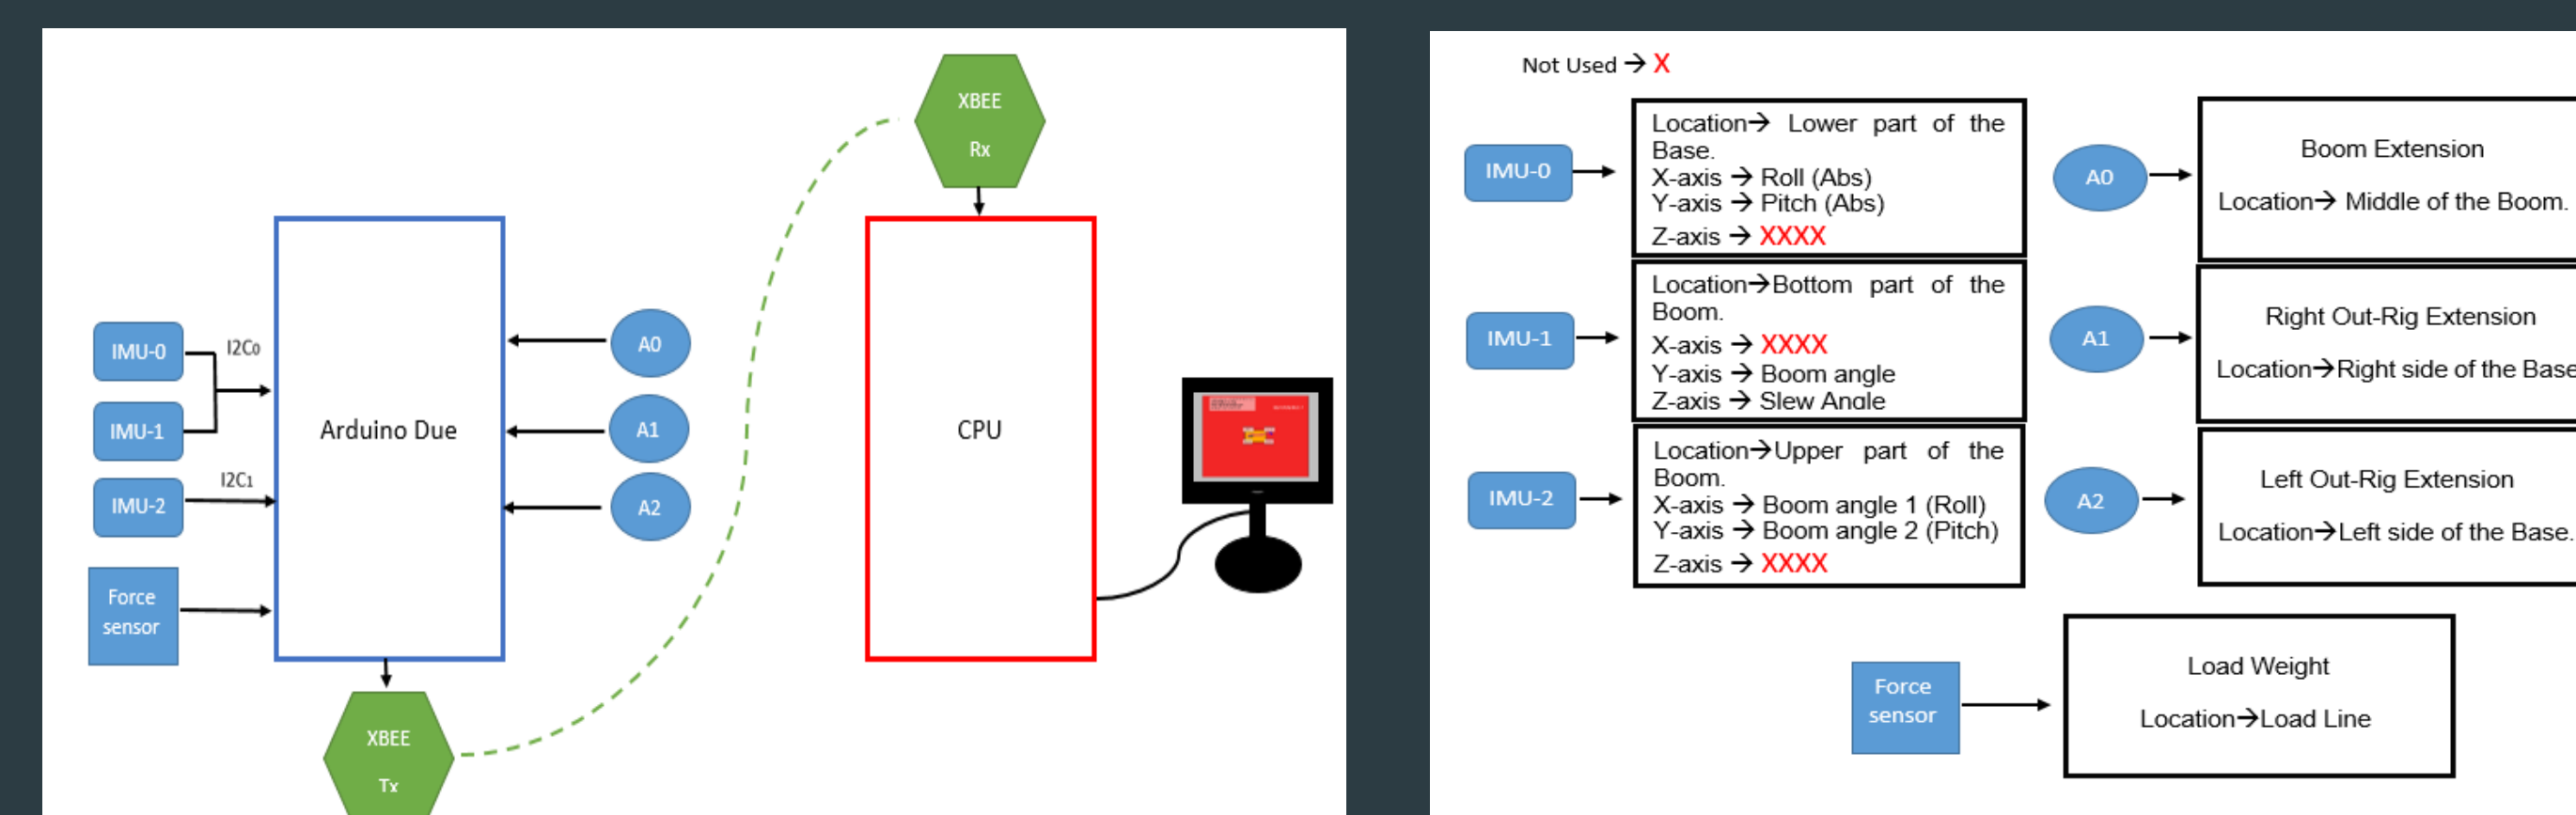 XBEE
Rx
IMU-0
I2C0
IMU-1
I2C1
IMU-2
Force
sensor
Arduino Due
A0
A1
A2
CPU
XBEE
Tx
Not Used → X
IMU-0
Location→ Lower part of the
Base.
X-axis → Roll (Abs)
Y-axis → Pitch (Abs)
Z-axis → XXXX
A0
Boom Extension
Location→ Middle of the Boom.
IMU-1
Location→Bottom part of the
Boom.
X-axis → XXXX
Y-axis → Boom angle
Z-axis → Slew Angle
A1
Right Out-Rig Extension
Location→Right side of the Base
IMU-2
Location→Upper part of the
Boom.
X-axis → Boom angle 1 (Roll)
Y-axis → Boom angle 2 (Pitch)
Z-axis → XXXX
A2
Left Out-Rig Extension
Location→Left side of the Base.
Force
sensor
Load Weight
Location→Load Line